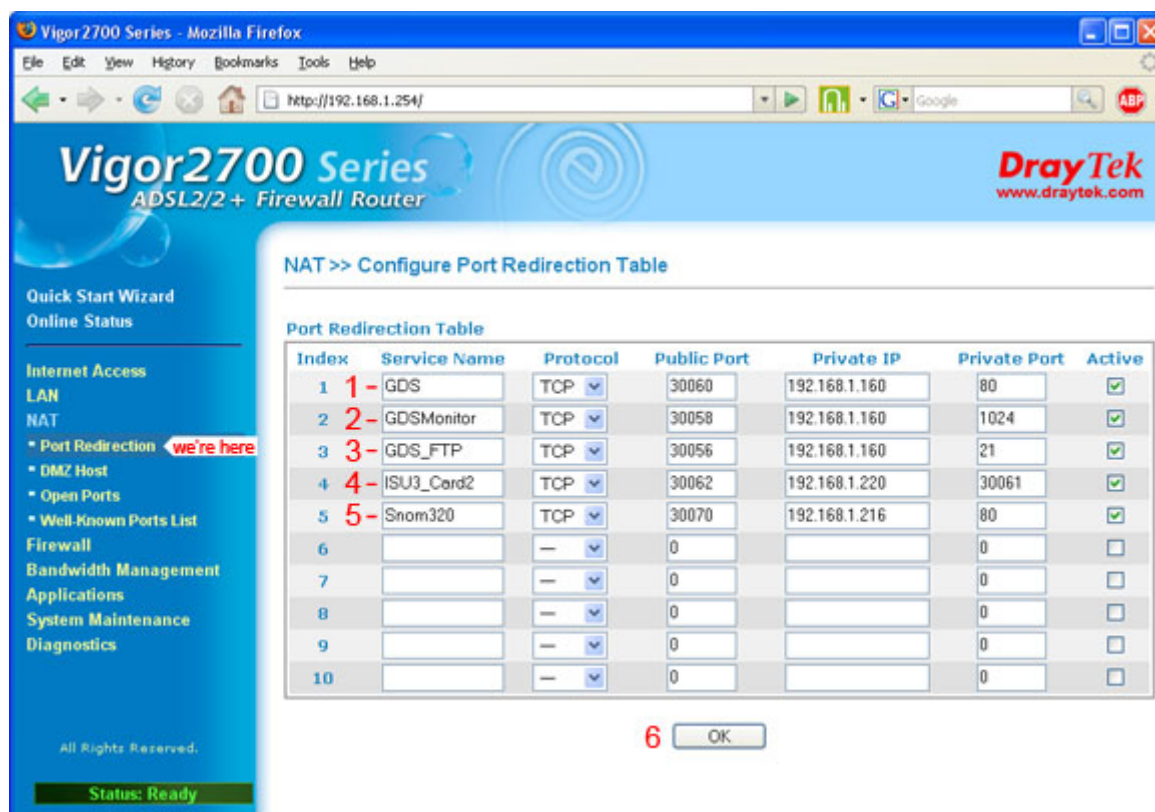 Vigor2700 Series - Mozilla Firefox
File Edit View History Bookmarks Tools Help
http://192.168.1.254/
G Google
ABP
Vigor2700 Series
ADSL2/2+ Firewall Router
DrayTek
www.draytek.com
Quick Start Wizard
Online Status
Internet Access
LAN
NAT
Port Redirection we're here
DMZ Host
Open Ports
Well-Known Ports List
Firewall
Bandwidth Management
Applications
System Maintenance
Diagnostics
All Rights Reserved.
Status: Ready
NAT >> Configure Port Redirection Table
Port Redirection Table
Index Service Name Protocol Public Port Private IP Private Port Active
1 1 - GDS TCP 30060 192.168.1.160 80
2 2 - GDSMonitor TCP 30058 192.168.1.160 1024
3 3 - GDS_FTP TCP 30056 192.168.1.160 21
4 4 - ISU3_Card2 TCP 30062 192.168.1.220 30061
5 5 - Snom320 TCP 30070 192.168.1.216 80
6 --- 0 0
7 --- 0 0
8 --- 0 0
9 --- 0 0
10 --- 0 0
6 OK